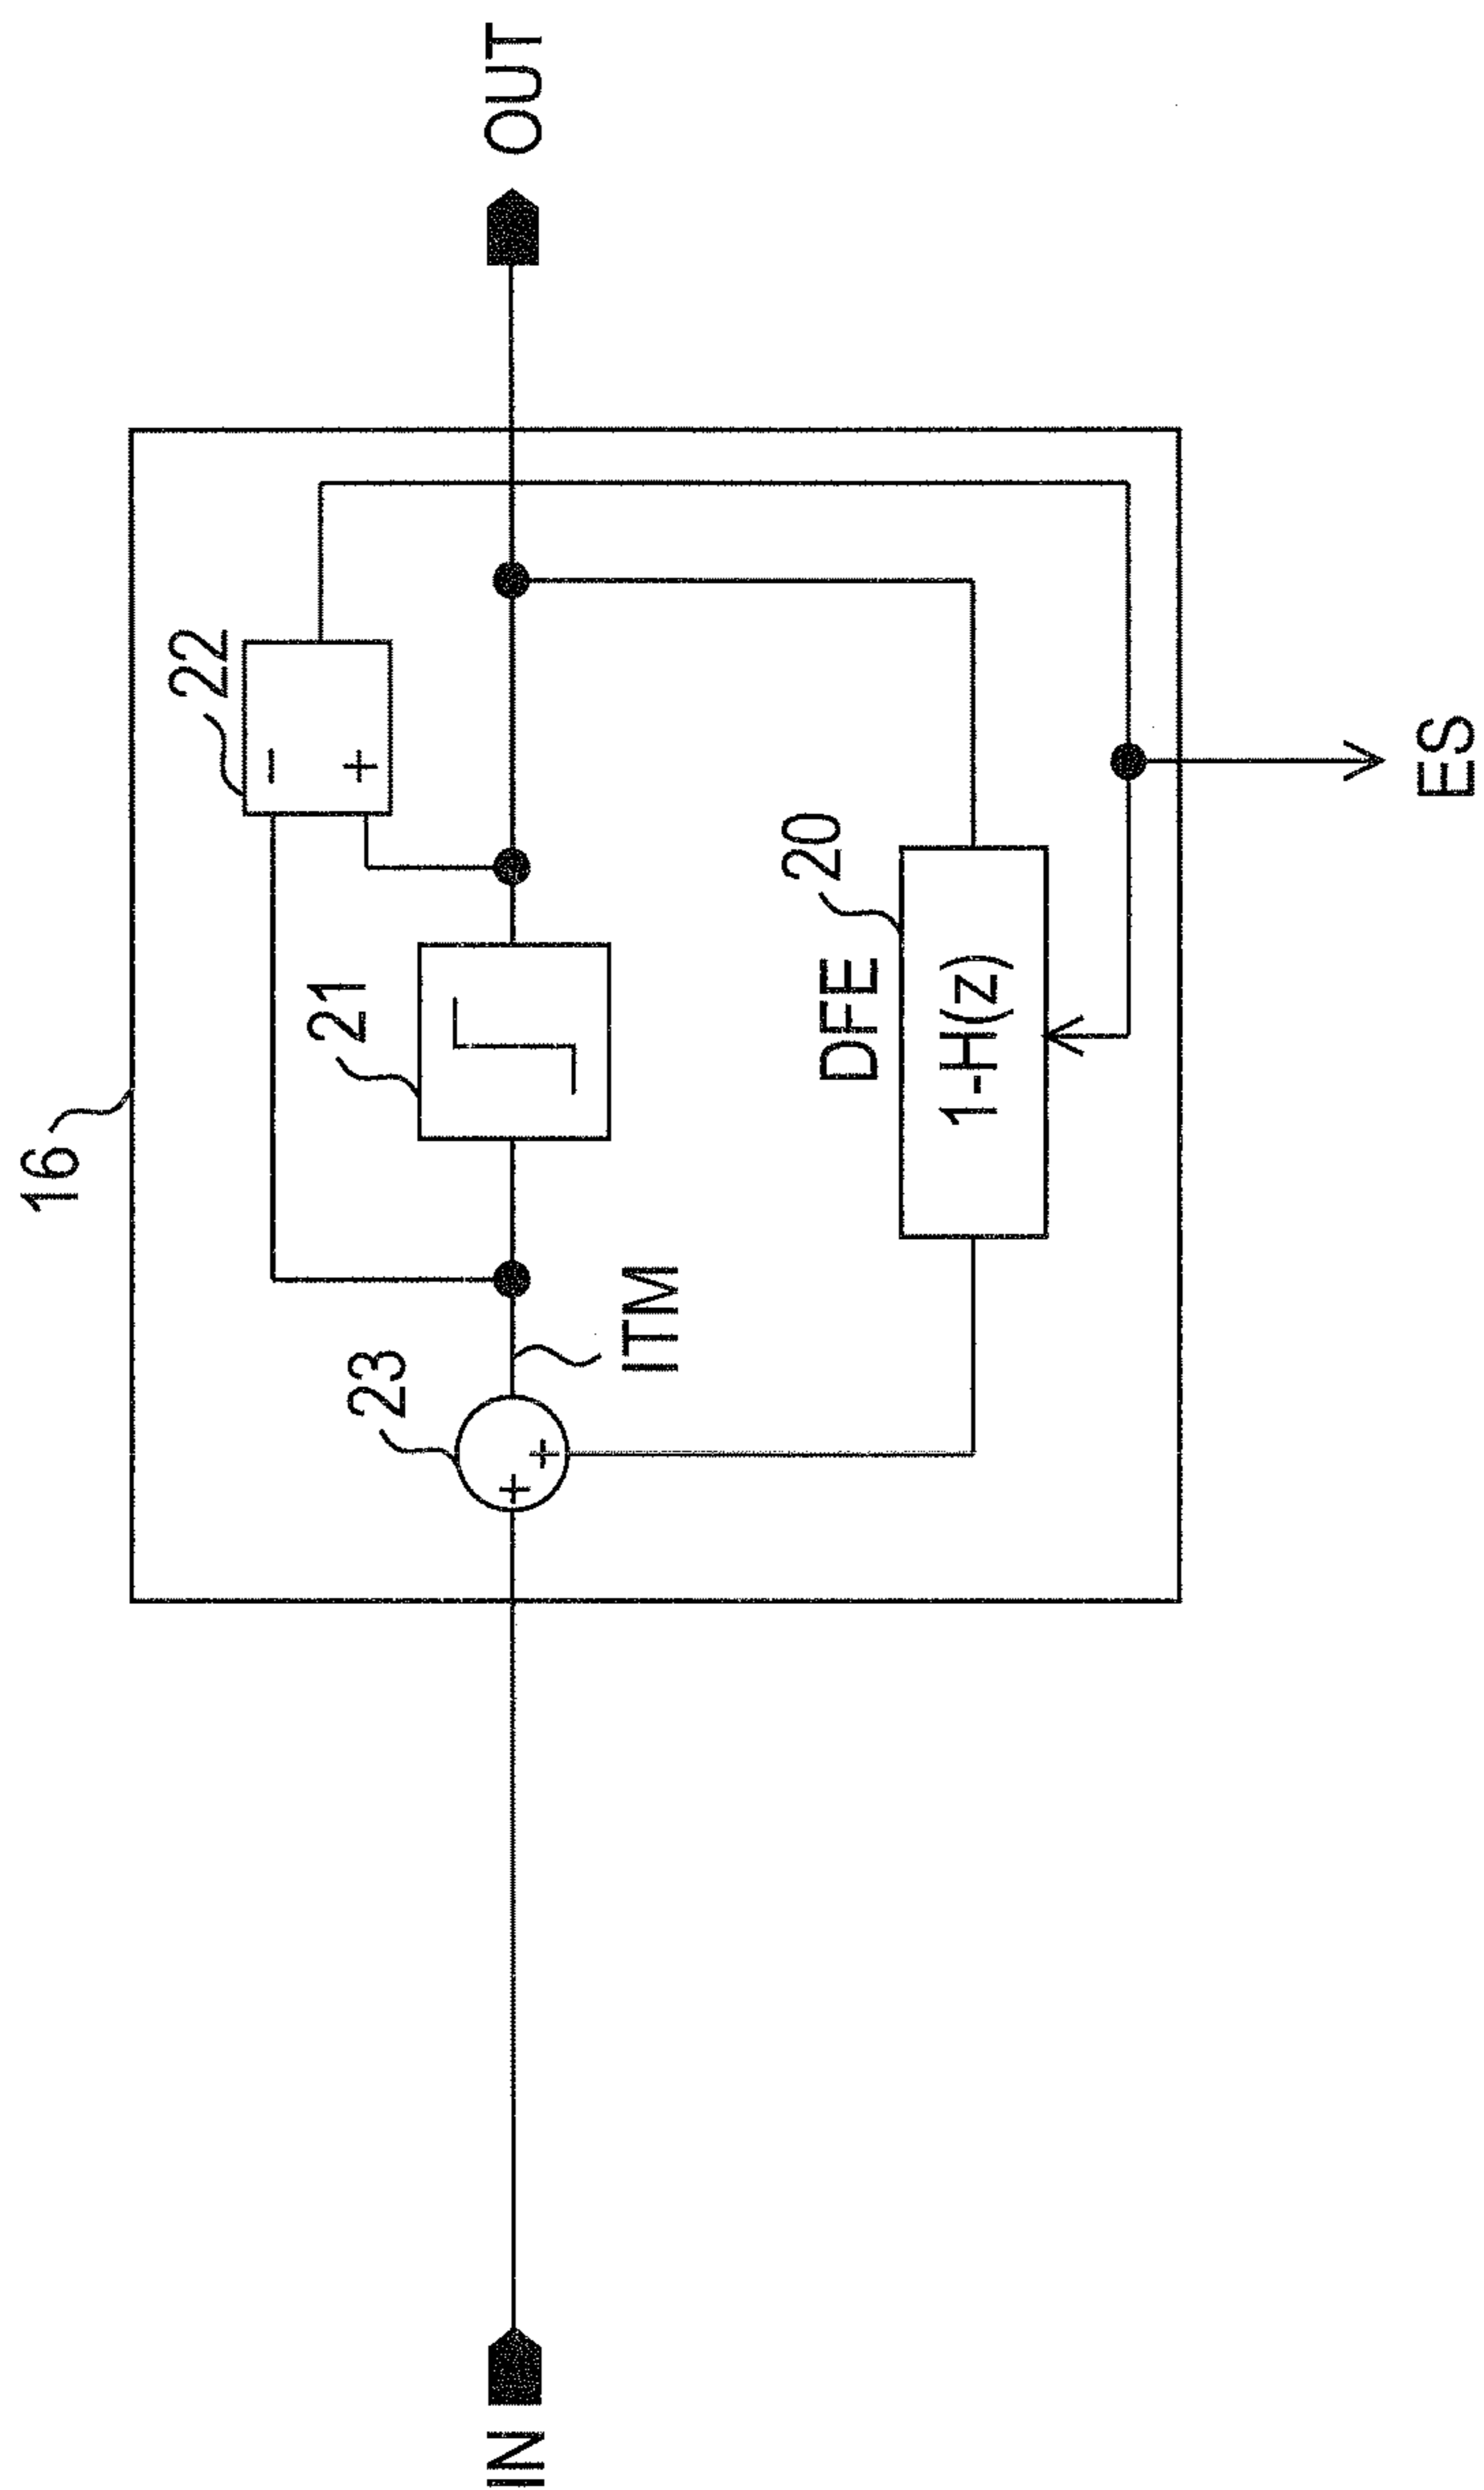 16
22
21
23
ITM
IN
OUT
-
+
+
+
20
DFE
1-H(z)
ES